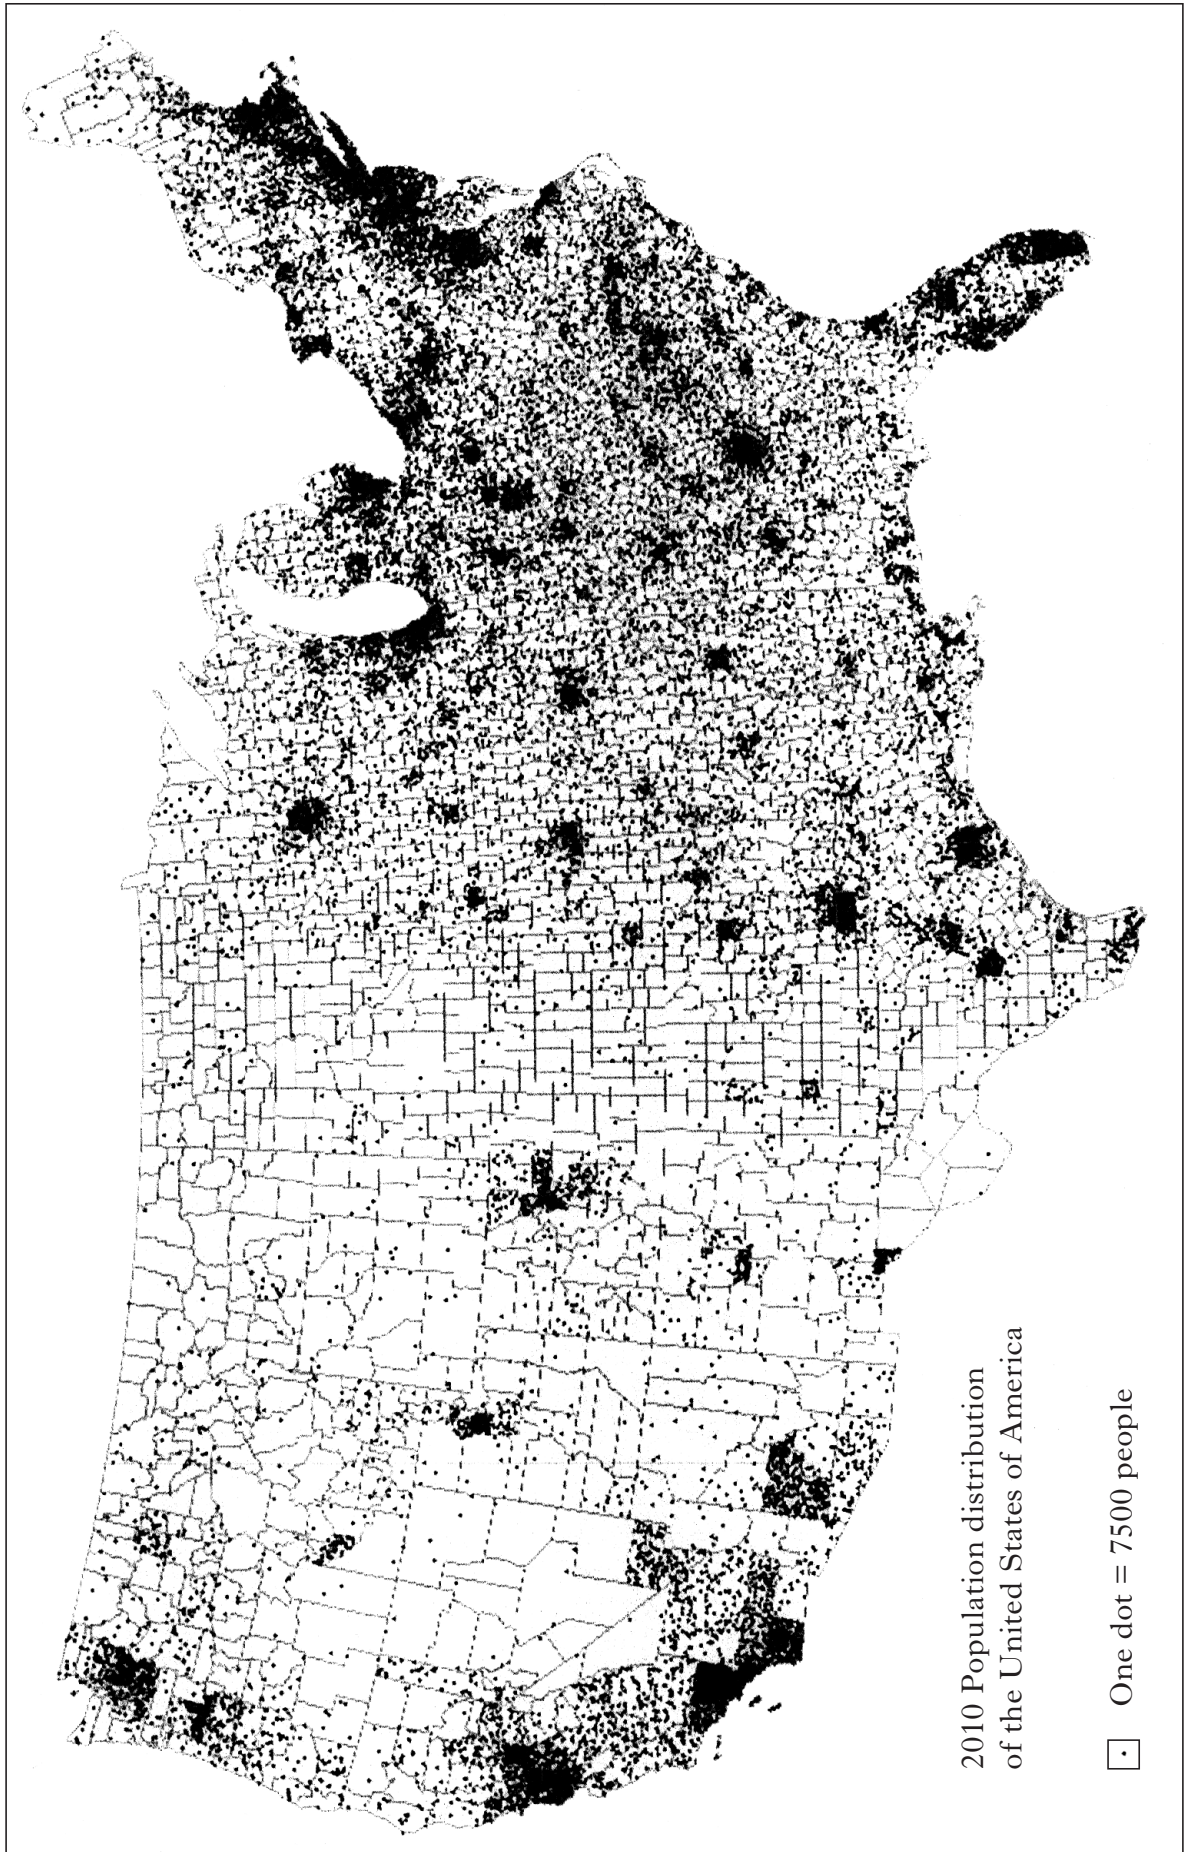 2010 Population distribution
of the United States of America
One dot = 7500 people